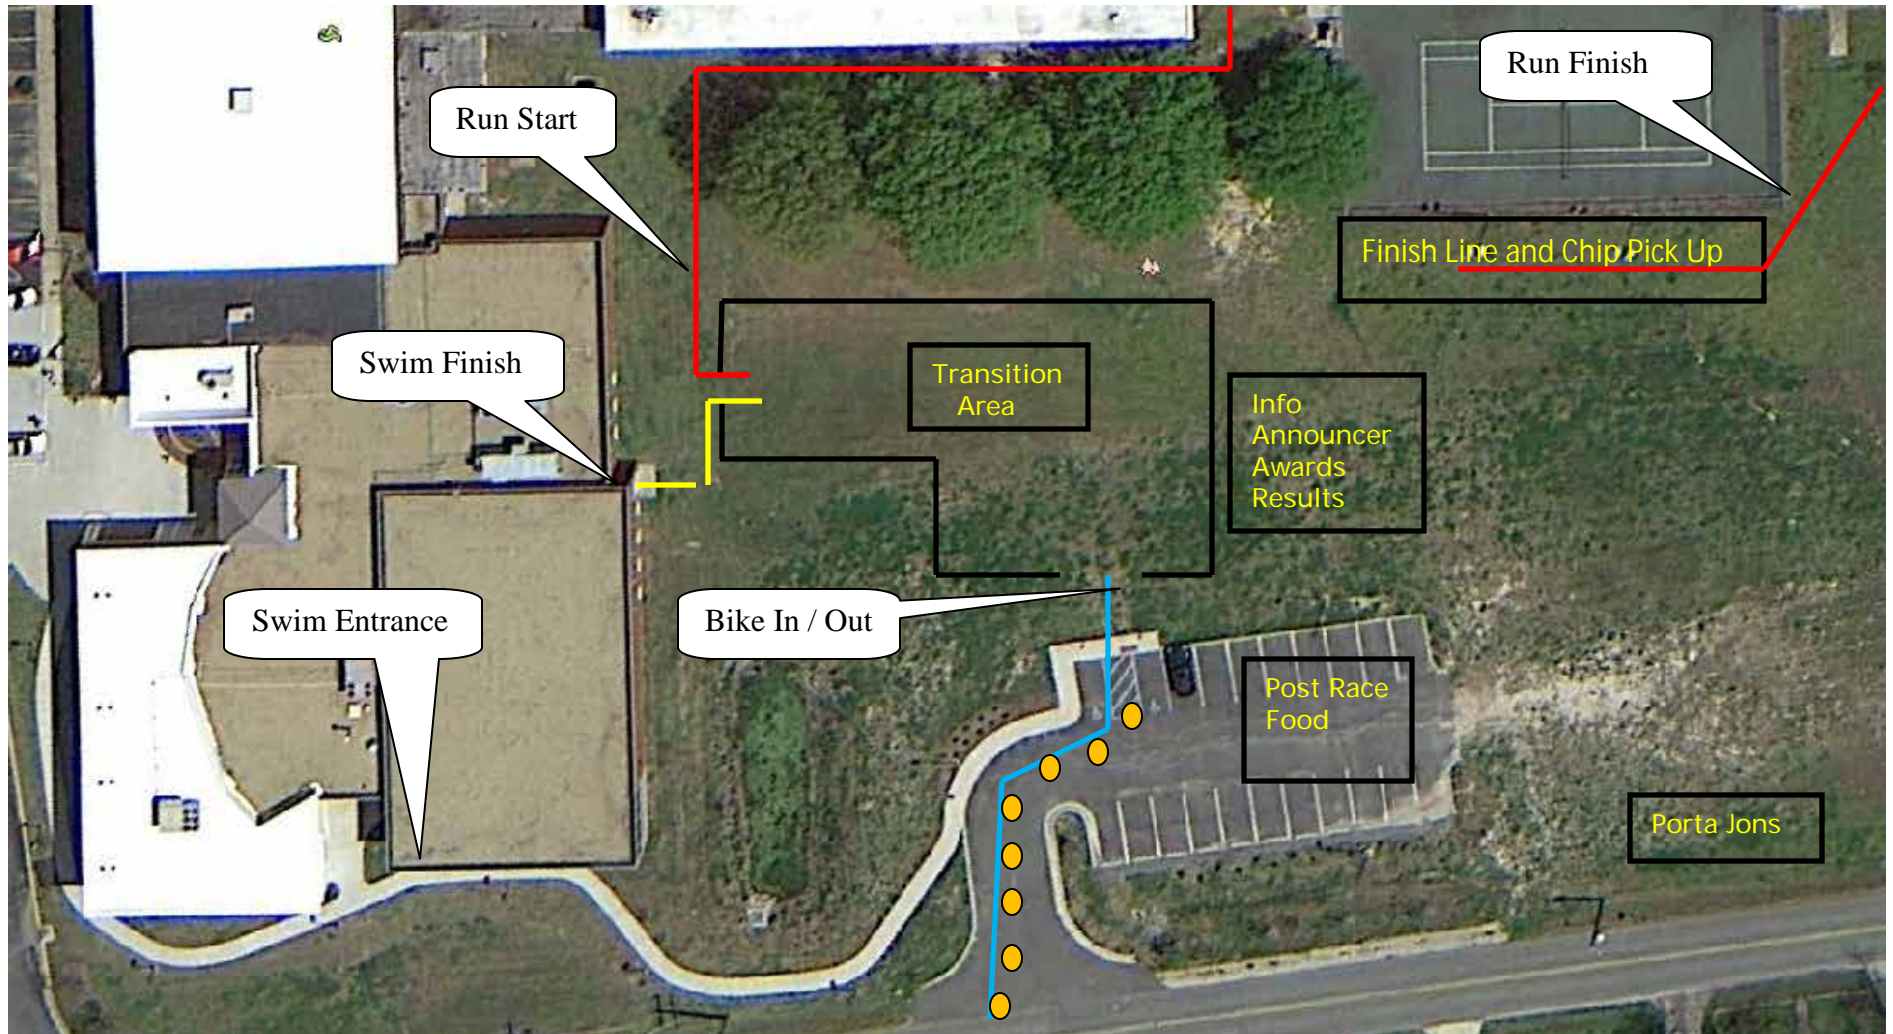 Run Finish
Run Start
Finish Line and Chip Pick Up
Swim Finish
Transition
Area
Info
Announcer
Awards
Results
Swim Entrance
Bike In / Out
Post Race
Food
Porta Jons